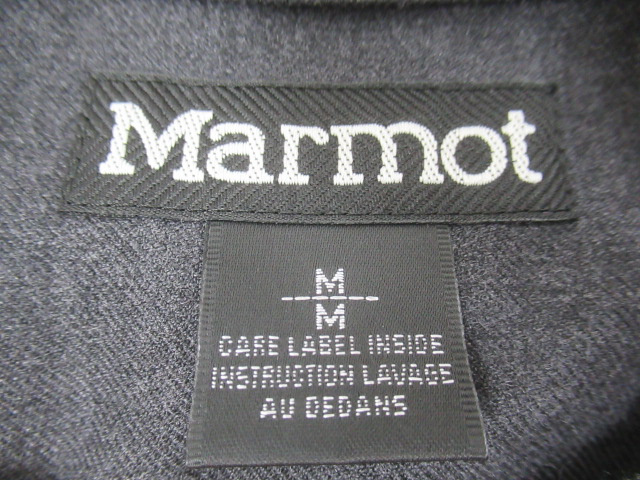 Marmot
M
M
CARE LABEL INSIDE
INSTRUCTION LAVAGE
AU DEDANS